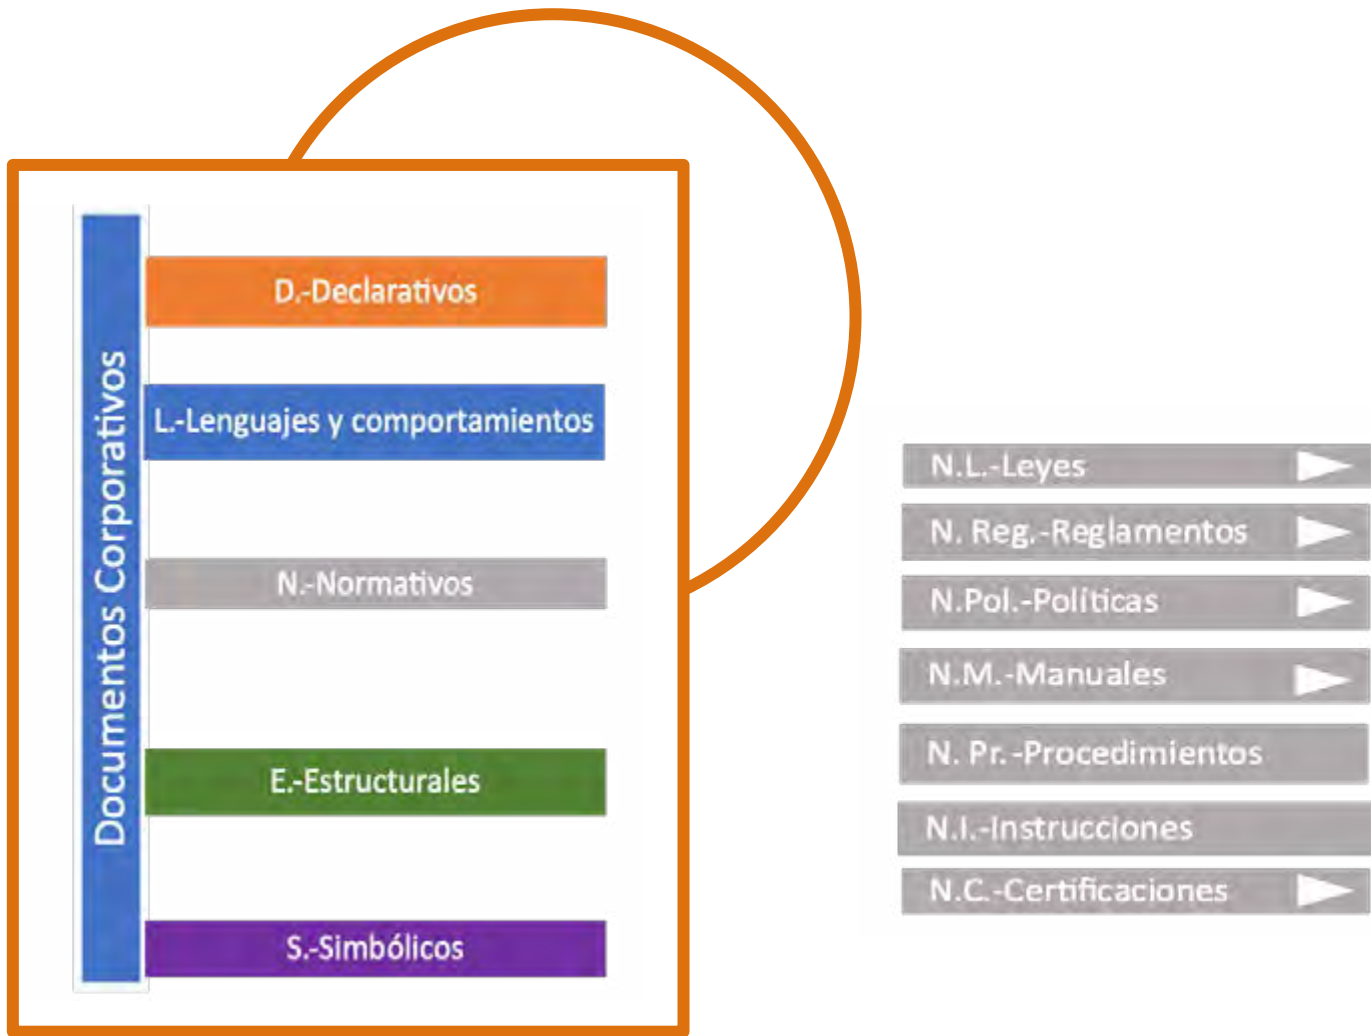 Documentos Corporativos
D.-Declarativos
L.-Lenguajes y comportamientos
N.-Normativos
E.-Estructurales
S.-Simbólicos
N.L.-Leyes
N. Reg.-Reglamentos
N.Pol.-Políticas
N.M.-Manuales
N. Pr.-Procedimientos
N.I.-Instrucciones
N.C.-Certificaciones